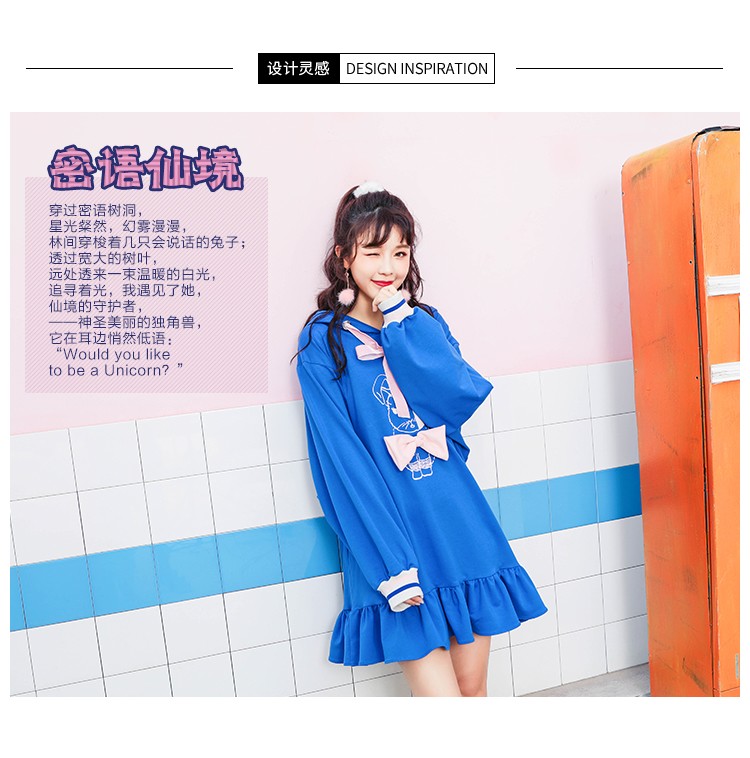 设计灵感 DESIGN INSPIRATION
密语仙境
穿过密语树洞，
星光粲然，幻雾漫漫，
林间穿梭着几只会说话的兔子；
透过宽大的树叶，
远处透来一束温暖的白光，
追寻着光，我遇见了她，
仙境的守护者，
——神圣美丽的独角兽，
它在耳边悄然低语：
“Would you like
to be a Unicorn? ”